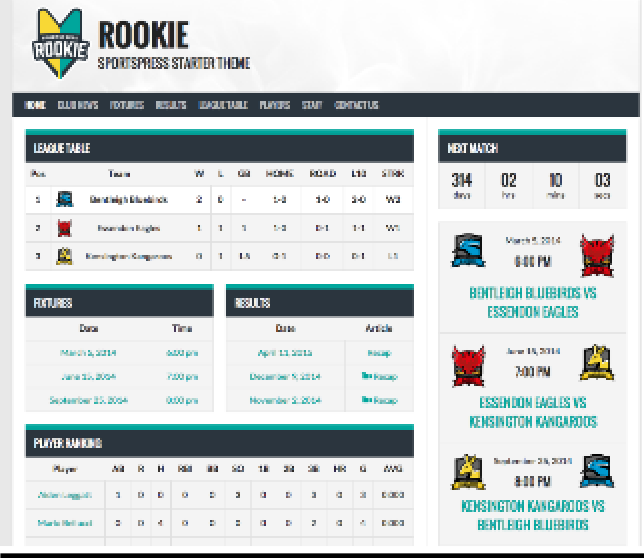 ROOKIE
ROOKIE
SPORTSPRESS STARTER THEME
HOME CLUB NEWS FIXTURES RESULTS LEAGUE TABLE PLAYERS STAFF CONTACT US
LEAGUE TABLE
Pos Team W L GB HOME ROAD L10 STRK
1 Bentleigh Bluebirds 2 0 - 1-0 1-0 2-0 W2
2 Essendon Eagles 1 1 1 1-0 0-1 1-1 W1
3 Kensington Kangaroos 0 1 1.5 0-1 0-0 0-1 L1
FIXTURES
Date Time
March 5, 2014 6:00 pm
June 15, 2014 7:00 pm
September 25, 2014 8:00 pm
RESULTS
Date Article
April 11, 2015 Recap
December 9, 2014 Recap
November 2, 2014 Recap
PLAYER RANKING
Player AB R H RBI BB SO 1B 2B 3B HR G AVG
Aiden Leggatt 1 0 0 0 0 3 0 0 3 0 3 0.000
0 0 4 0 0 0 0 0 2 0 4 0.000
NEXT MATCH
314 02 10 03
days hrs mins secs
March 5, 2014
6:00 PM
BENTLEIGH BLUEBIRDS VS
ESSENDON EAGLES
June 15, 2014
7:00 PM
ESSENDON EAGLES VS
KENSINGTON KANGAROOS
September 25, 2014
8:00 PM
KENSINGTON KANGAROOS VS
BENTLEIGH BLUEBIRDS